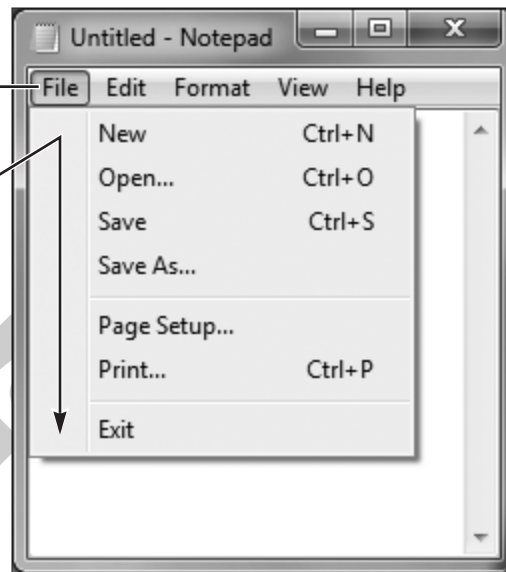 Untitled - Notepad
File Edit Format View Help
New Ctrl+N
Open... Ctrl+O
Save Ctrl+S
Save As...
Page Setup...
Print... Ctrl+P
Exit